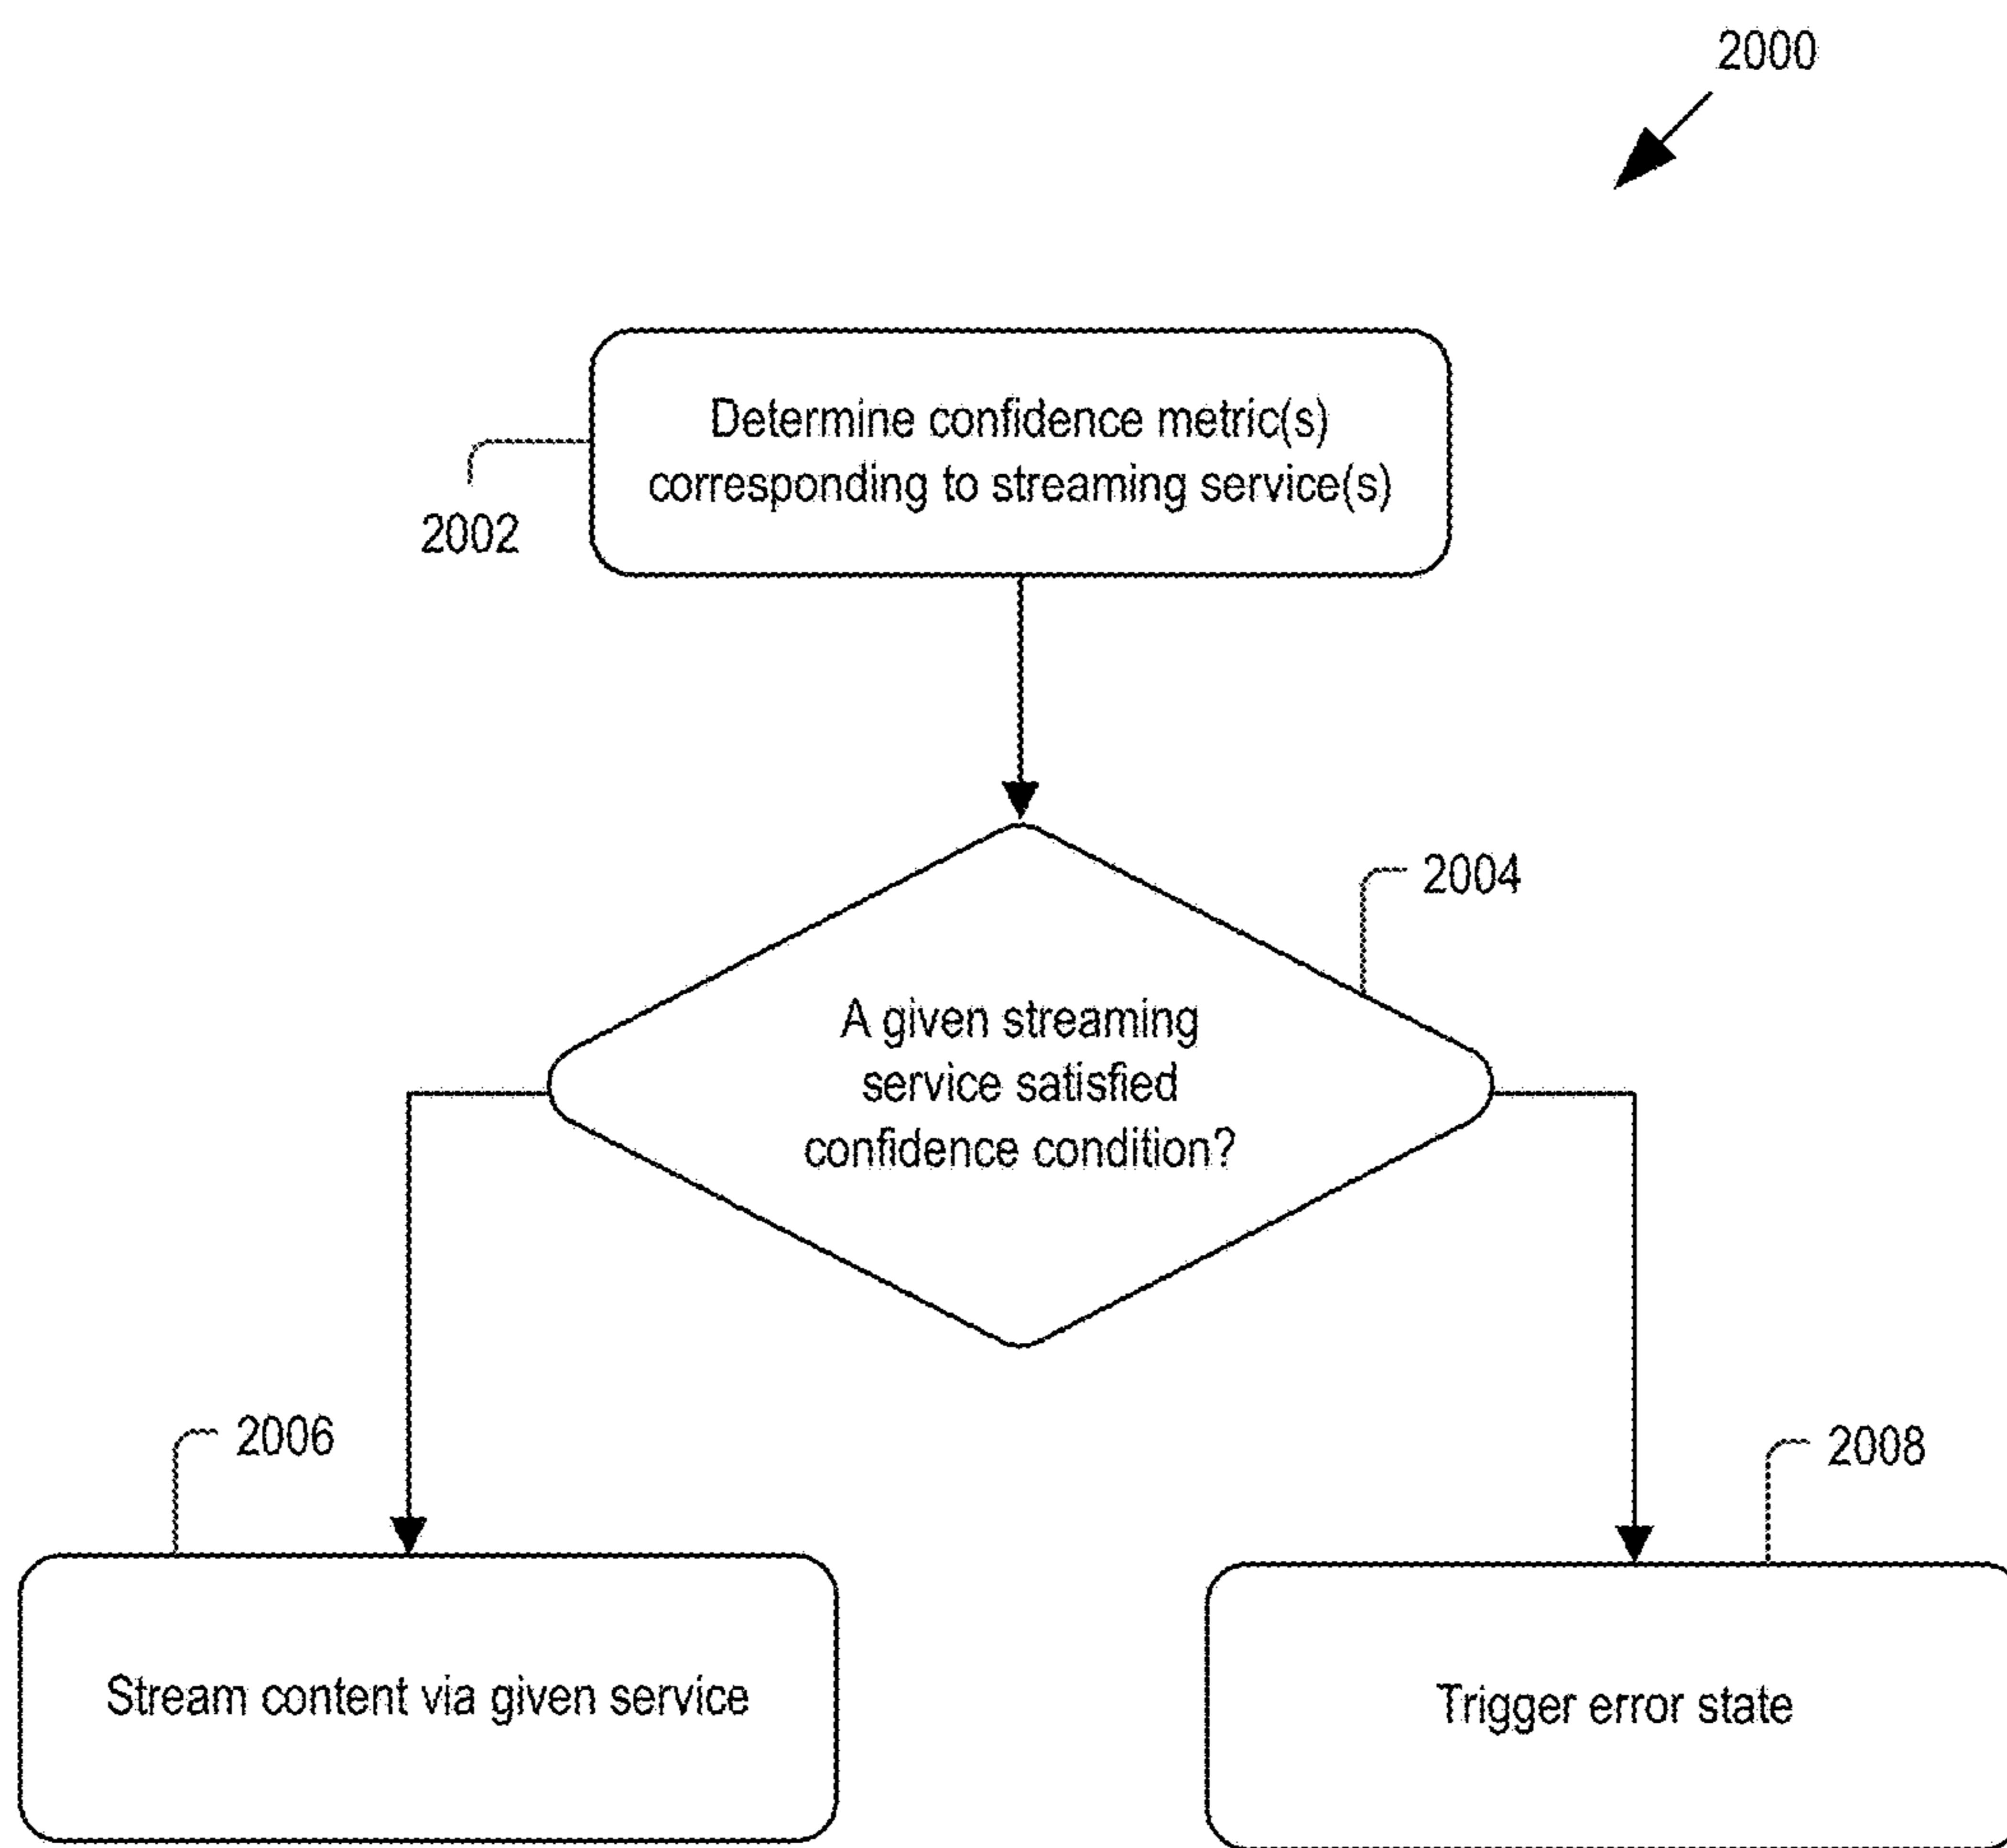 2000
Determine confidence metric(s)
corresponding to streaming service(s)
2002
2004
A given streaming
service satisfied
confidence condition?
2006
2008
Stream content via given service
Trigger error state